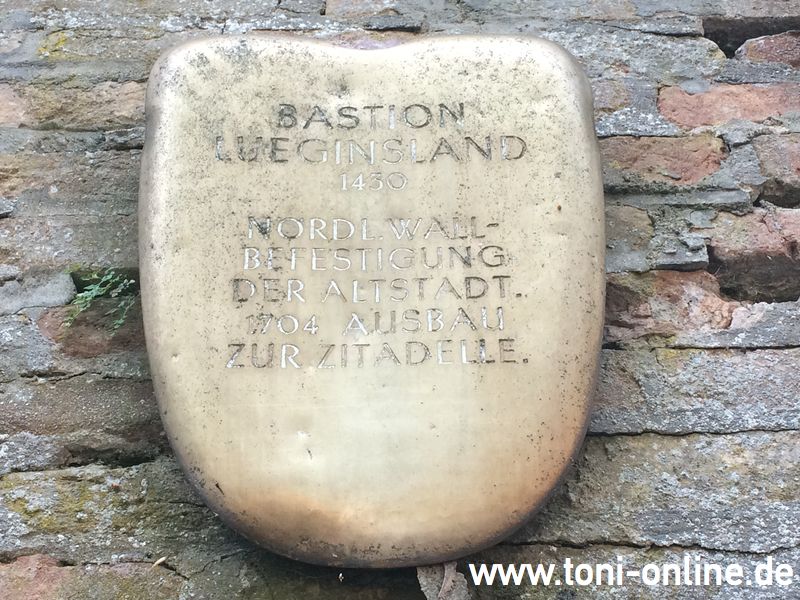 BASTION
LUEGINSLAND
1430
NÖRDL. WALL-
BEFESTIGUNG
DER ALTSTADT.
1704 AUSBAU
ZUR ZITADELLE.
www.toni-online.de